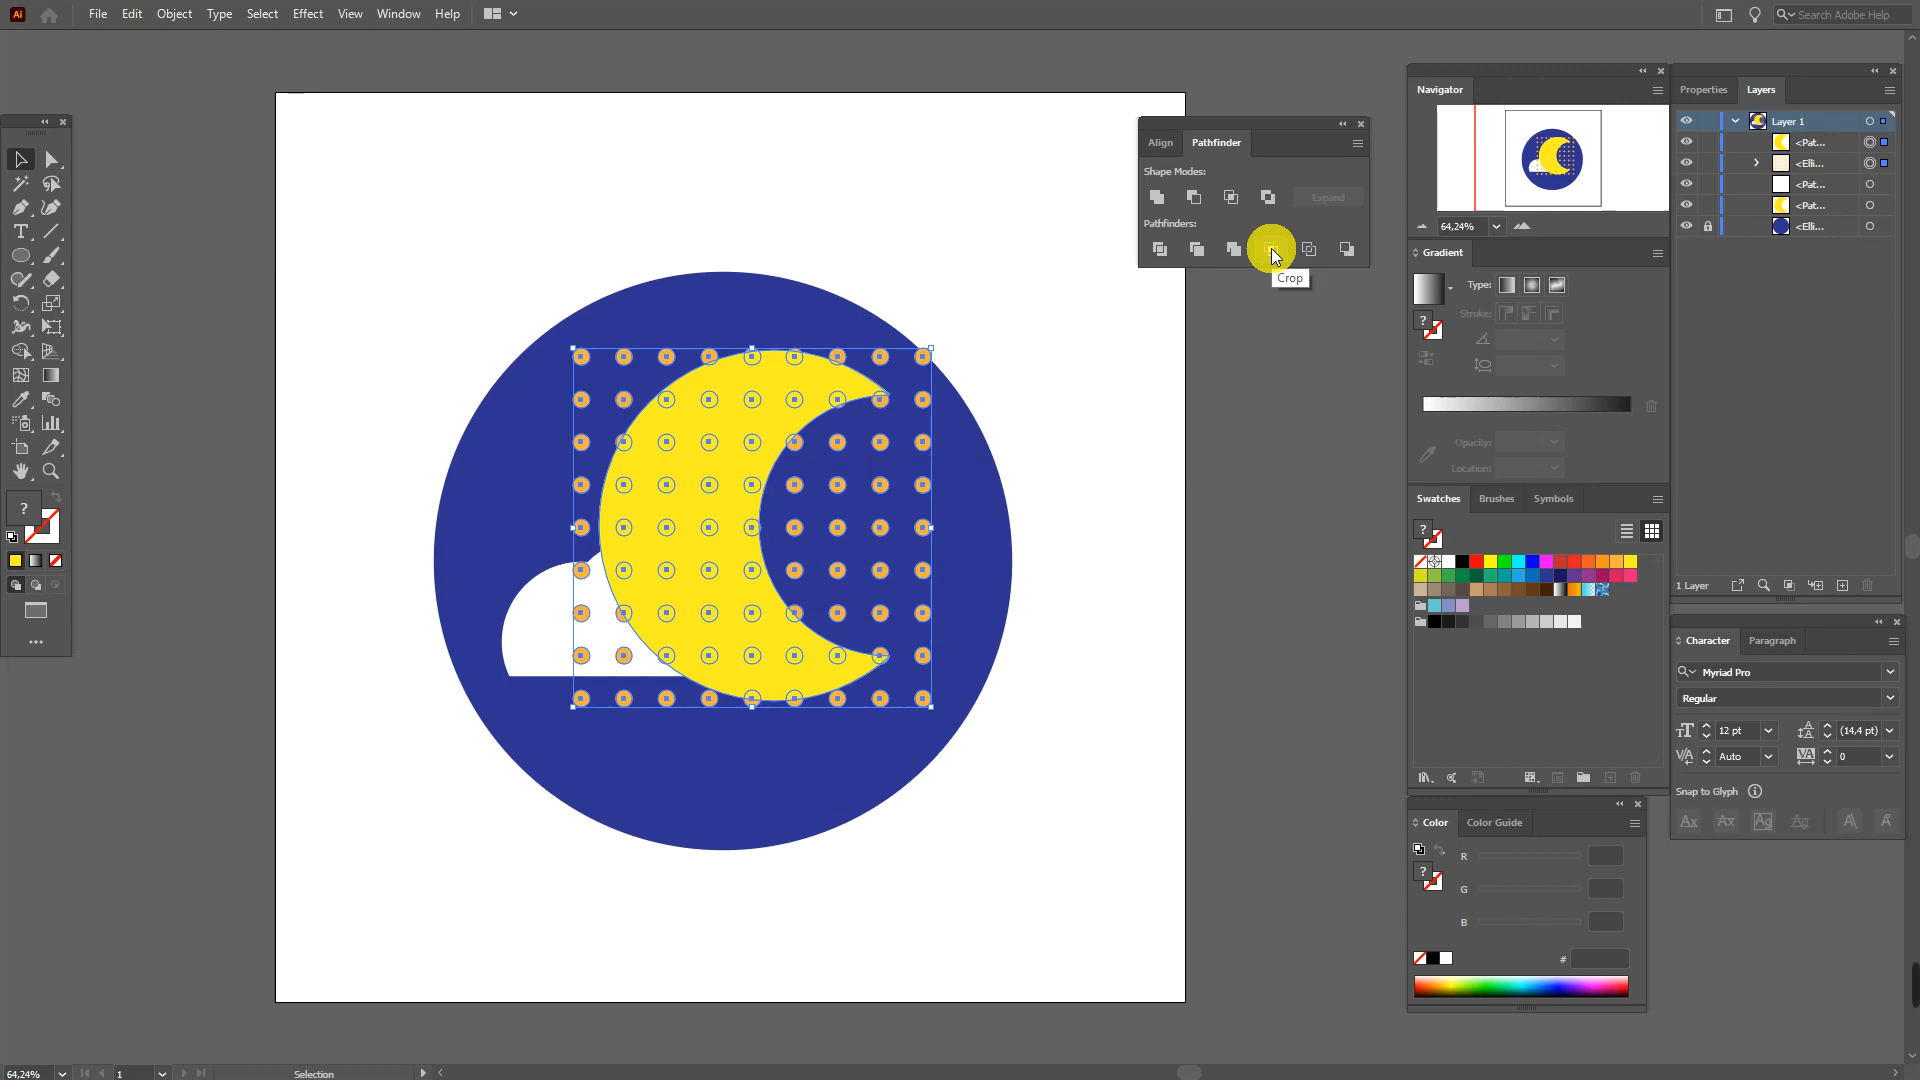 Ai File Edit Object Type Select Effect View Window Help Search Adobe Help
Navigator
64,24%
Properties Layers
Layer 1
<Pat...
<Elli...
<Pat...
<Pat...
<Elli...
1 Layer
Align Pathfinder
Shape Modes:
Expand
Pathfinders:
Crop
Gradient
Type:
Stroke:
Opacity:
Location:
?
?
Swatches Brushes Symbols
?
Character Paragraph
Myriad Pro
Regular
12 pt (14,4 pt)
Auto 0
Snap to Glyph
Color Color Guide
R
?
G
B
#
64,24% 1 Selection